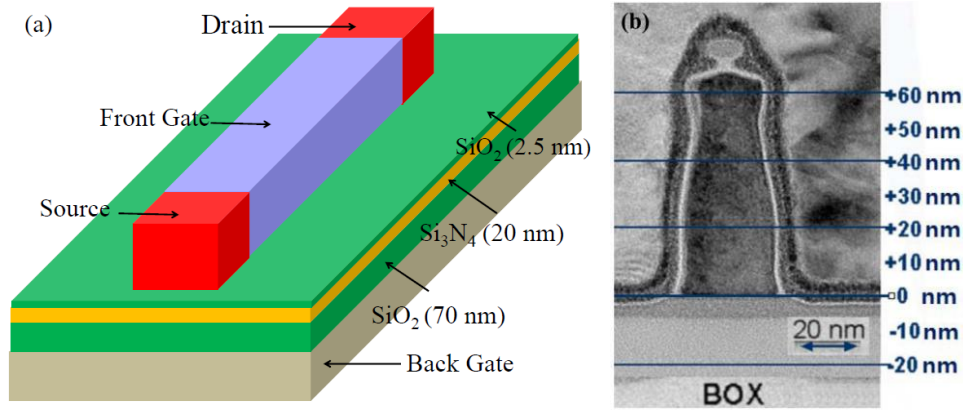 (a)
Drain
Front Gate
SiO2 (2.5 nm)
Source
Si3N4 (20 nm)
SiO2 (70 nm)
Back Gate
(b)
+60 nm
+50 nm
+40 nm
+30 nm
+20 nm
+10 nm
0 nm
20 nm
-10 nm
-20 nm
BOX